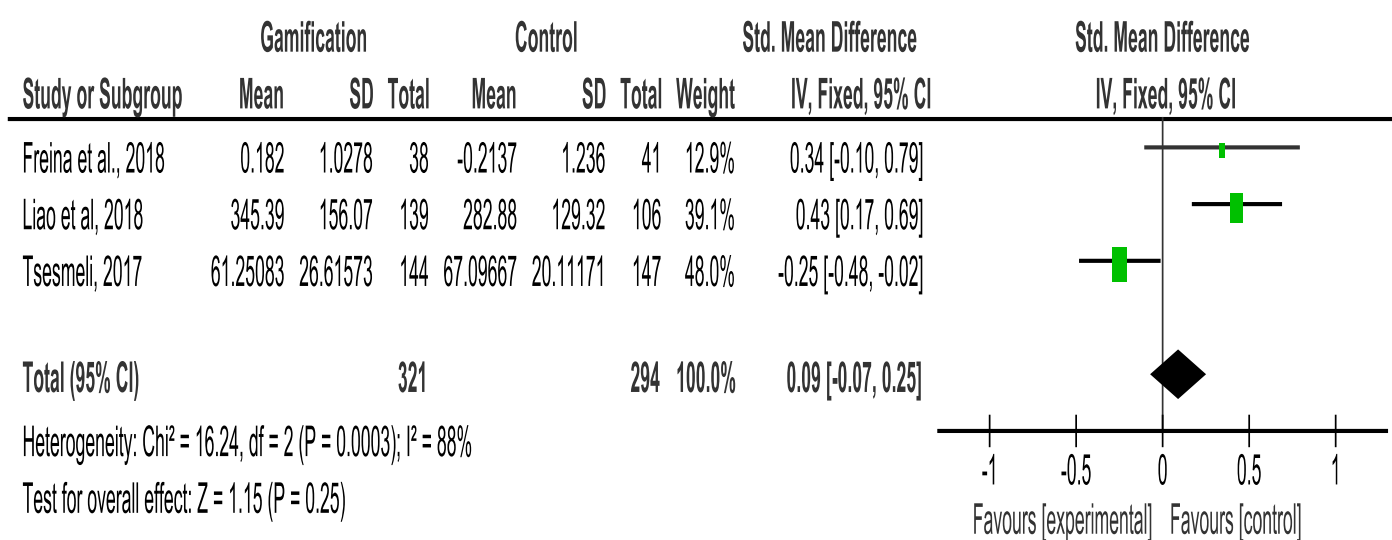 Gamification Control Std. Mean Difference Std. Mean Difference
Study or Subgroup Mean SD Total Mean SD Total Weight IV, Fixed, 95% CI IV, Fixed, 95% CI
Freina et al., 2018 0.182 1.0278 38 -0.2137 1.236 41 12.9% 0.34 [-0.10, 0.79]
Liao et al, 2018 345.39 156.07 139 282.88 129.32 106 39.1% 0.43 [0.17, 0.69]
Tsesmeli, 2017 61.25083 26.61573 144 67.09667 20.11171 147 48.0% -0.25 [-0.48, -0.02]
Total (95% CI) 321 294 100.0% 0.09 [-0.07, 0.25]
Heterogeneity: Chi² = 16.24, df = 2 (P = 0.0003); I² = 88%
Test for overall effect: Z = 1.15 (P = 0.25)
-1 -0.5 0 0.5 1
Favours [experimental] Favours [control]